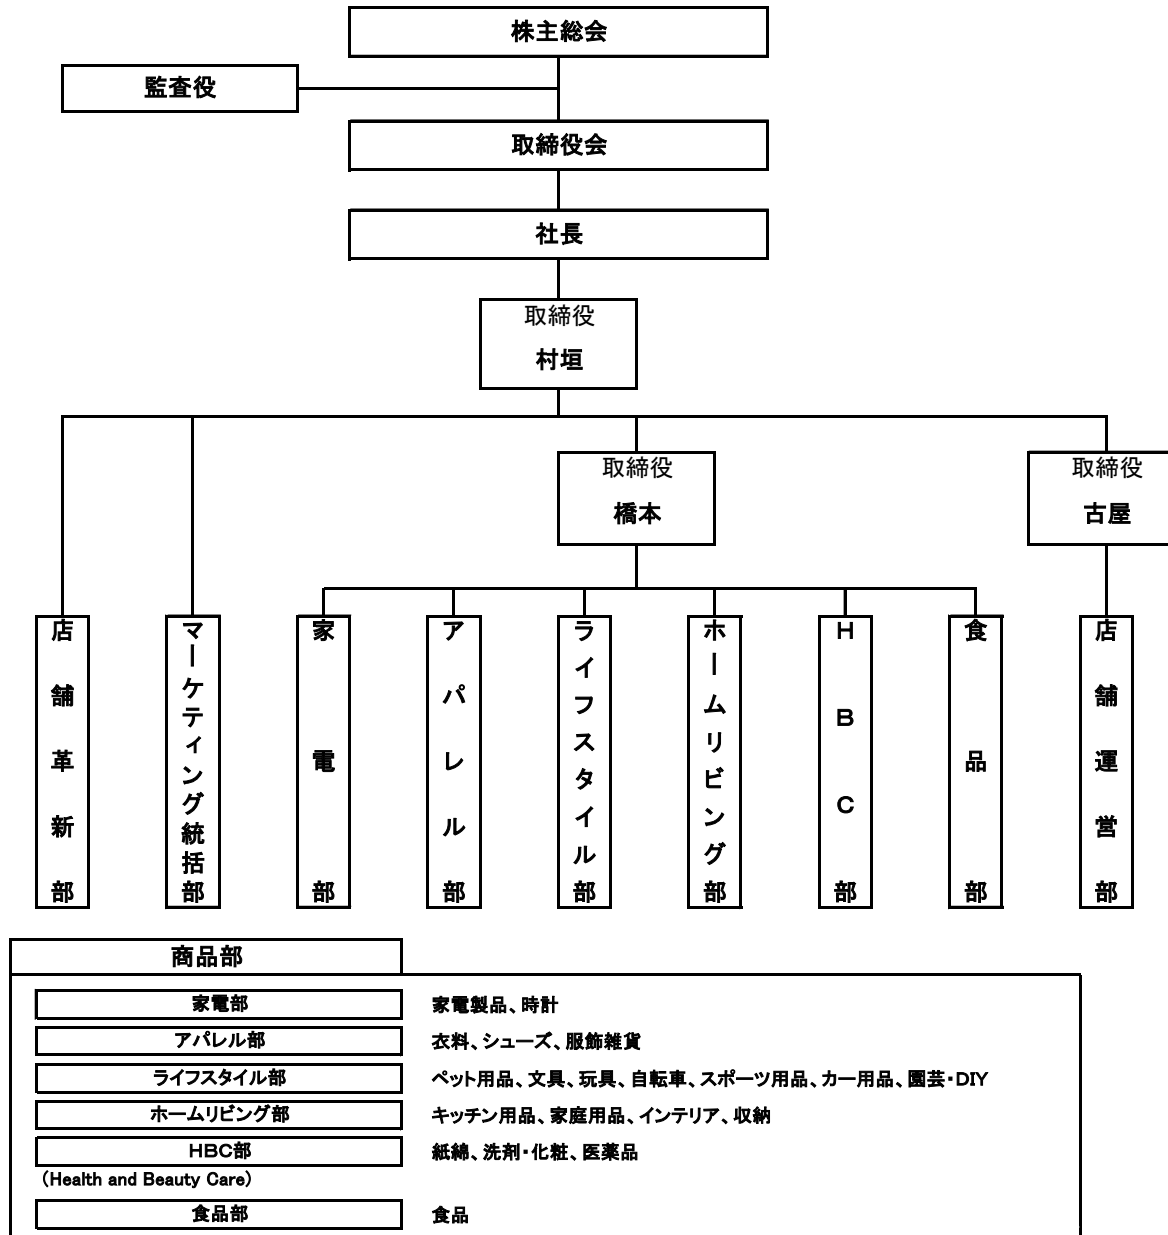 株主総会
監査役
取締役会
社長
取締役
村垣
取締役
橋本
取締役
古屋
店舗革新部
マーケティング統括部
家電部
アパレル部
ライフスタイル部
ホームリビング部
HBC部
食品部
店舗運営部
商品部
家電部 家電製品、時計
アパレル部 衣料、シューズ、服飾雑貨
ライフスタイル部 ペット用品、文具、玩具、自転車、スポーツ用品、カー用品、園芸・DIY
ホームリビング部 キッチン用品、家庭用品、インテリア、収納
HBC部 紙綿、洗剤・化粧、医薬品
(Health and Beauty Care)
食品部 食品